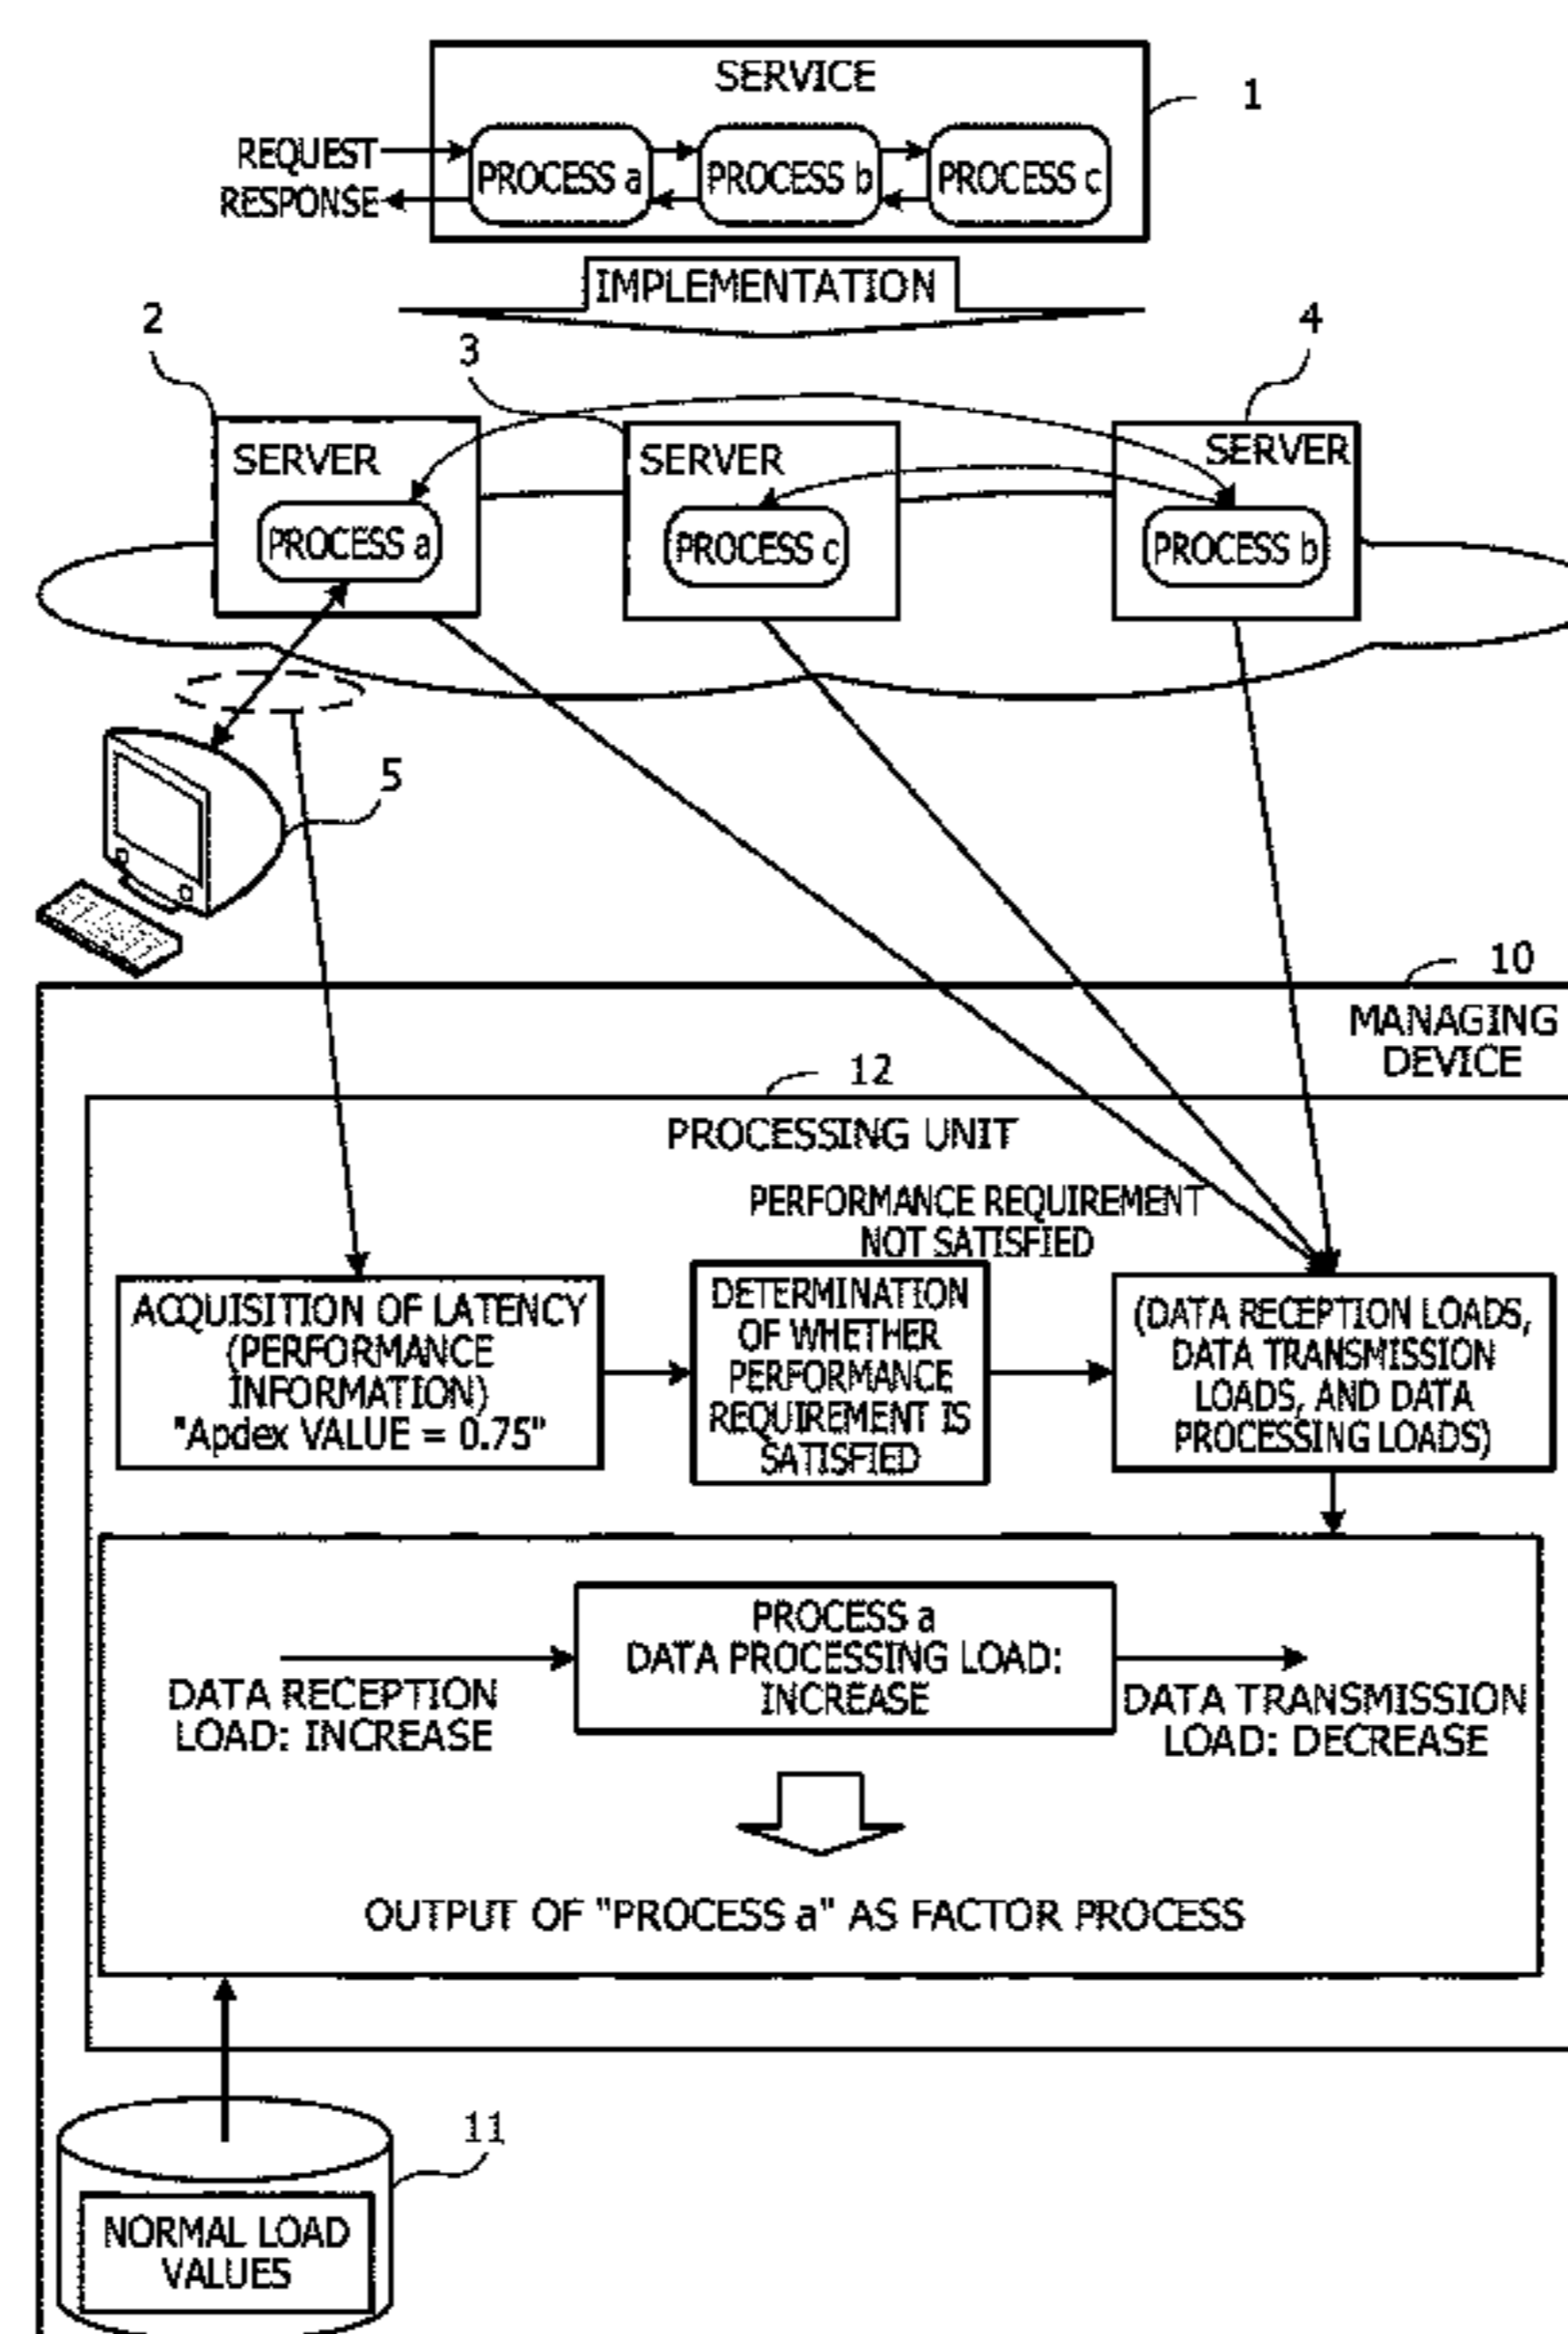 SERVICE
1
REQUEST
RESPONSE
PROCESS a
PROCESS b
PROCESS c
IMPLEMENTATION
2
3
4
SERVER
PROCESS a
SERVER
PROCESS c
SERVER
PROCESS b
5
10
MANAGING
DEVICE
12
PROCESSING UNIT
PERFORMANCE REQUIREMENT
NOT SATISFIED
ACQUISITION OF LATENCY
(PERFORMANCE
INFORMATION)
"Apdex VALUE = 0.75"
DETERMINATION
OF WHETHER
PERFORMANCE
REQUIREMENT IS
SATISFIED
(DATA RECEPTION LOADS,
DATA TRANSMISSION
LOADS, AND DATA
PROCESSING LOADS)
DATA RECEPTION
LOAD: INCREASE
PROCESS a
DATA PROCESSING LOAD:
INCREASE
DATA TRANSMISSION
LOAD: DECREASE
OUTPUT OF "PROCESS a" AS FACTOR PROCESS
11
NORMAL LOAD
VALUES